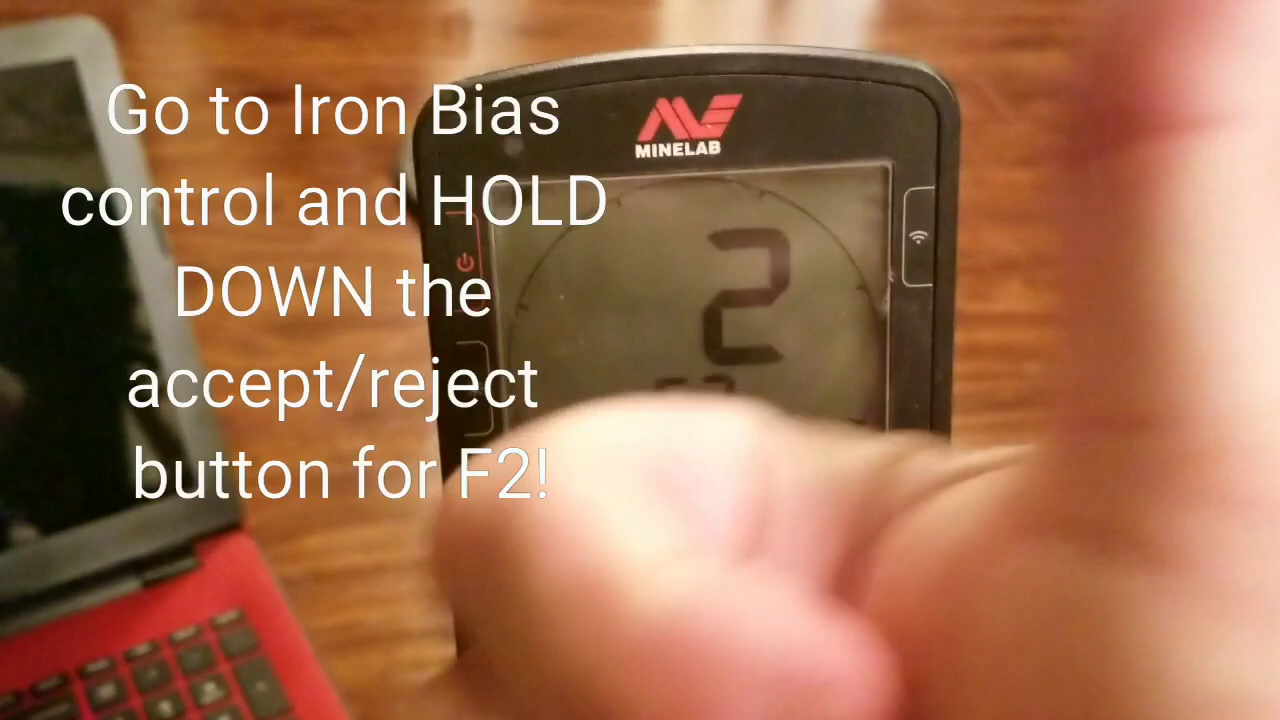 Go to Iron Bias
control and HOLD
DOWN the
accept/reject
button for F2!
MINELAB
2